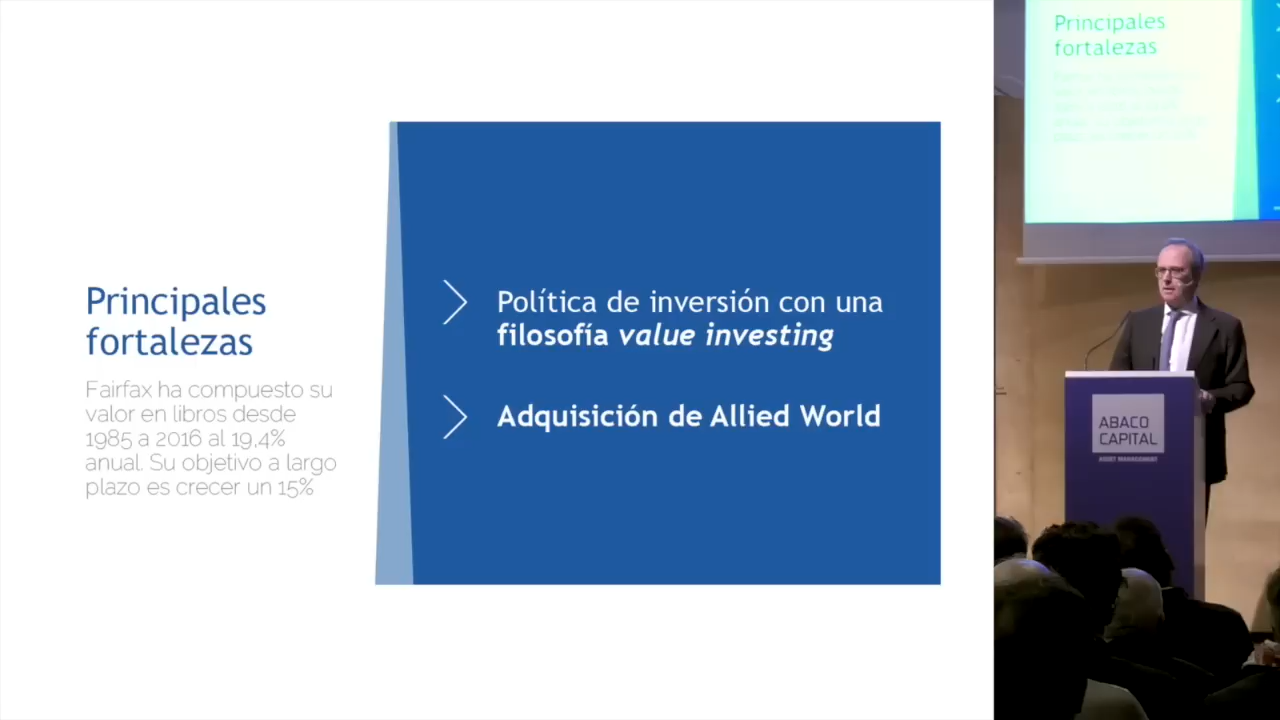 Principales
fortalezas
Fairfax ha compuesto su
valor en libros desde
1985 a 2016 al 19,4%
anual. Su objetivo a largo
plazo es crecer un 15%
Política de inversión con una
filosofía value investing
Adquisición de Allied World
Principales
fortalezas
ABACO
CAPITAL
ASSET MANAGEMENT